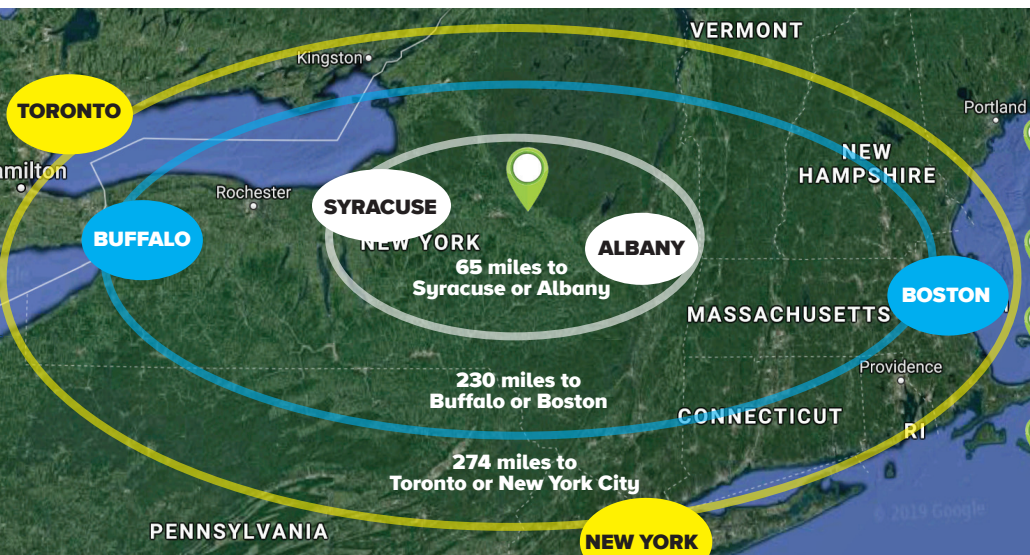 VERMONT
Kingston
TORONTO
Portland
amilton
NEW
HAMPSHIRE
Rochester
SYRACUSE
BUFFALO
NEW YORK
ALBANY
65 miles to
Syracuse or Albany
BOSTON
MASSACHUSETTS
Providence
230 miles to
Buffalo or Boston
CONNECTICUT
RI
274 miles to
Toronto or New York City
© 2019 Google
PENNSYLVANIA
NEW YORK